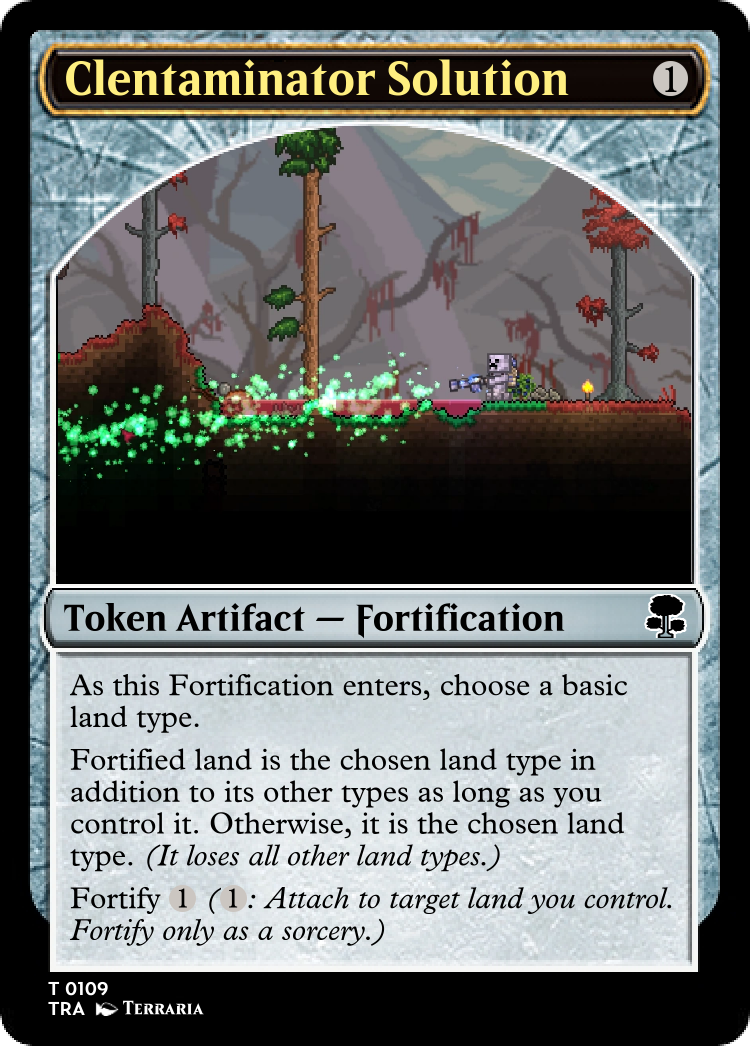 Clentaminator Solution 1
Token Artifact — Fortification
As this Fortification enters, choose a basic
land type.
Fortified land is the chosen land type in
addition to its other types as long as you
control it. Otherwise, it is the chosen land
type. (It loses all other land types.)
Fortify 1 (1: Attach to target land you control.
Fortify only as a sorcery.)
T 0109
TRA TERRARIA